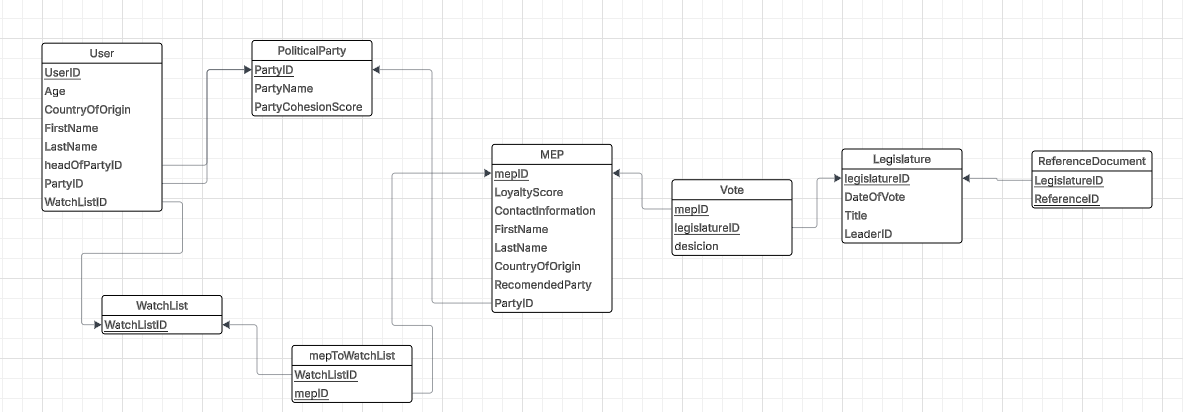 User
UserID
Age
CountryOfOrigin
FirstName
LastName
headOfPartyID
PartyID
WatchListID
PoliticalParty
PartyID
PartyName
PartyCohesionScore
MEP
mepID
LoyaltyScore
ContactInformation
FirstName
LastName
CountryOfOrigin
RecomendedParty
PartyID
Vote
mepID
legislatureID
desicion
Legislature
legislatureID
DateOfVote
Title
LeaderID
ReferenceDocument
LegislatureID
ReferenceID
WatchList
WatchListID
mepToWatchList
WatchListID
mepID